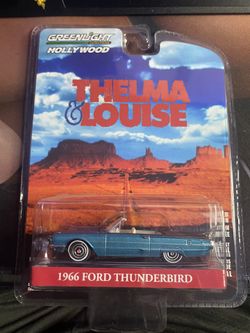 GREENLIGHT
HOLLYWOOD
THELMA
& LOUISE
1966 FORD THUNDERBIRD